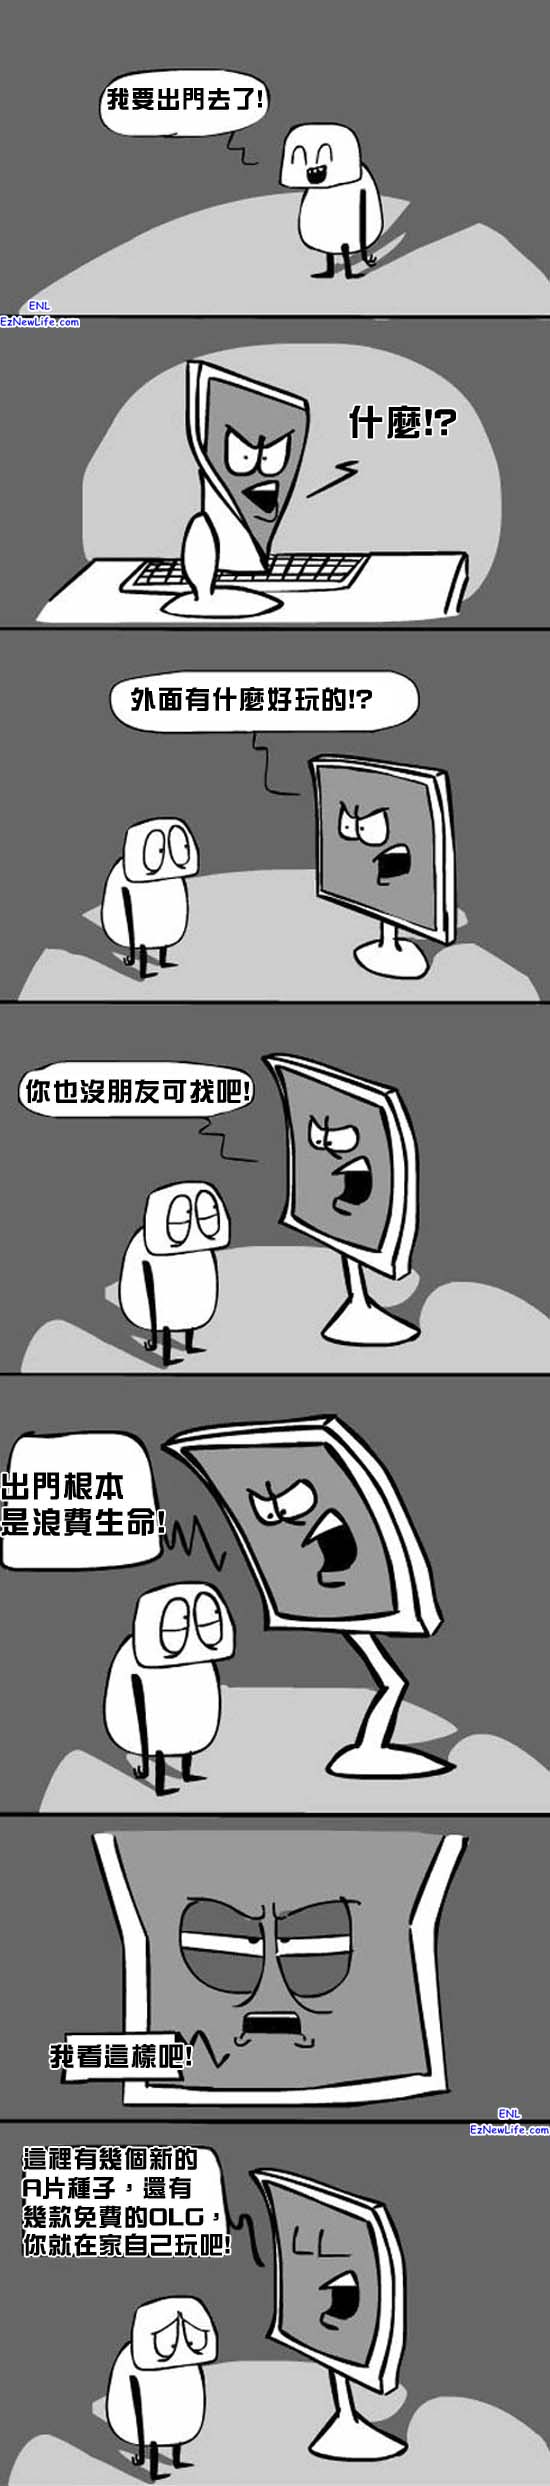 我要出門去了!
ENL
EzNewLife.com
什麼!?
外面有什麼好玩的!?
你也沒朋友可找吧!
出門根本
是浪費生命!
我看這樣吧!
ENL
EzNewLife.com
這裡有幾個新的
A片種子，還有
幾款免費的OLG，
你就在家自己玩吧!